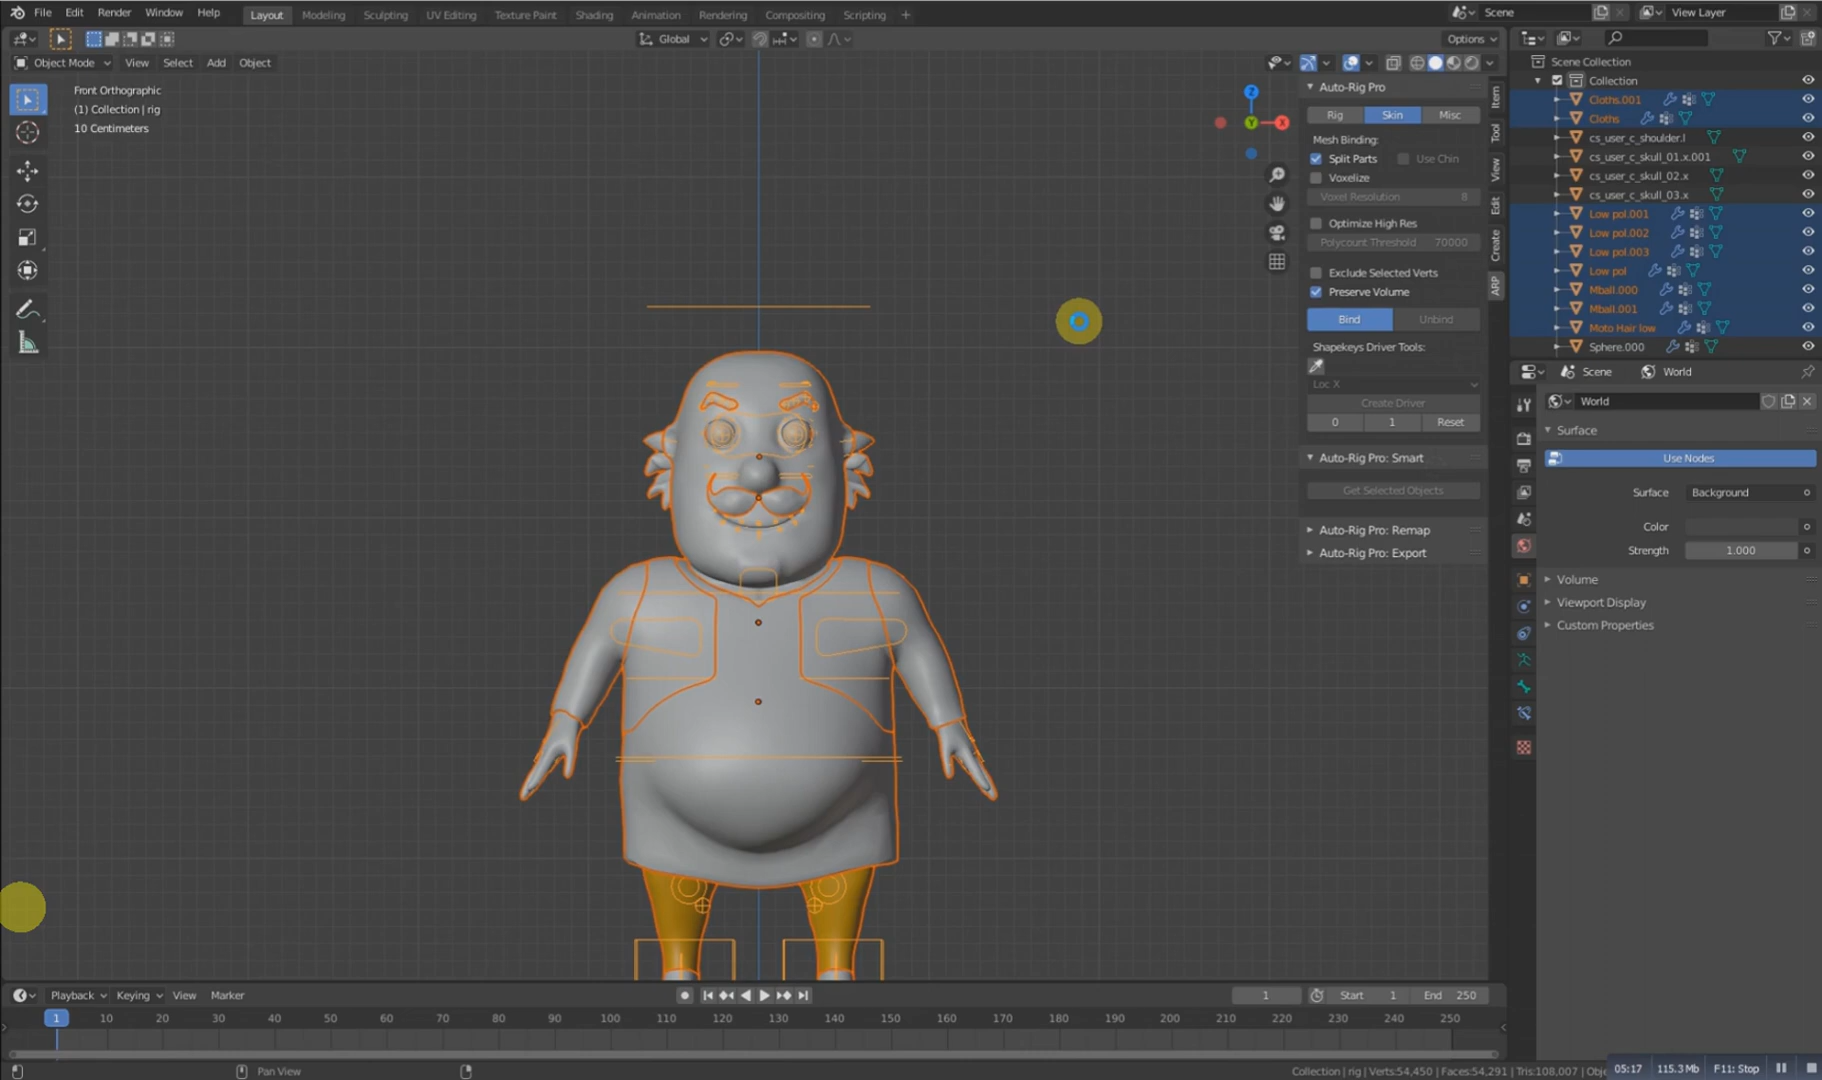 File Edit Render Window Help Layout Modeling Sculpting UV Editing Texture Paint Shading Animation Rendering Compositing Scripting + Scene View Layer
Global Options
Object Mode View Select Add Object
Front Orthographic
(1) Collection | rig
10 Centimeters
Z
Y
X
Auto-Rig Pro
Rig Skin Misc
Mesh Binding:
Split Parts Use Chin
Voxelize
Voxel Resolution 8
Optimize High Res
Polycount Threshold 70000
Exclude Selected Verts
Preserve Volume
Bind Unbind
Shapekeys Driver Tools:
Loc X
Create Driver
0 1 Reset
Auto-Rig Pro: Smart
Get Selected Objects
Auto-Rig Pro: Remap
Auto-Rig Pro: Export
Item
Tool
View
Edit
Create
ARP
Scene Collection
Collection
Cloths.001
Cloths
cs_user_c_shoulder.l
cs_user_c_skull_01.x.001
cs_user_c_skull_02.x
cs_user_c_skull_03.x
Low pol.001
Low pol.002
Low pol.003
Low pol
Mball.000
Mball.001
Moto Hair low
Sphere.000
Scene World
World
Surface
Use Nodes
Surface Background
Color
Strength 1.000
Volume
Viewport Display
Custom Properties
Playback Keying View Marker 1 Start 1 End 250
1 10 20 30 40 50 60 70 80 90 100 110 120 130 140 150 160 170 180 190 200 210 220 230 240 250
Pan View
Collection | rig | Verts:54,450 | Faces:54,291 | Tris:108,007 | Obje
05:17 115.3 Mb F11: Stop